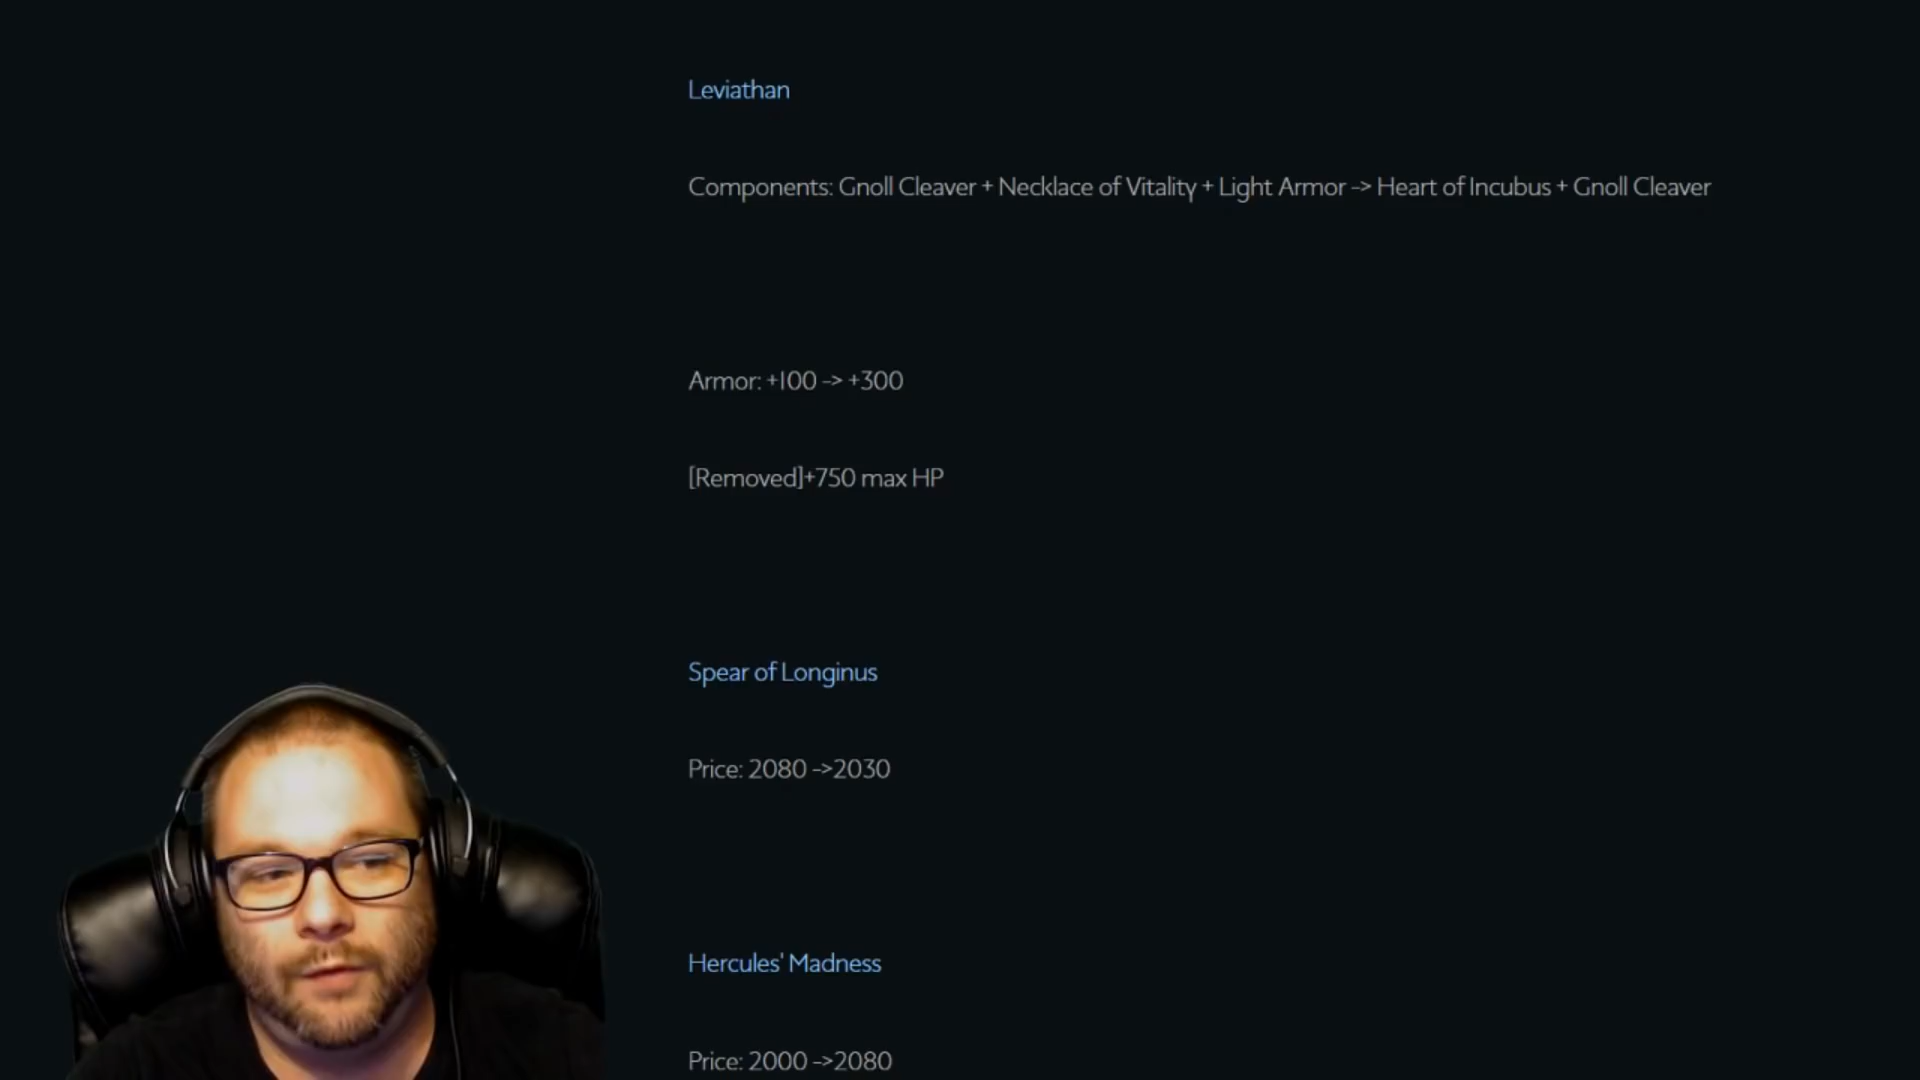 Leviathan
Components: Gnoll Cleaver + Necklace of Vitality + Light Armor -> Heart of Incubus + Gnoll Cleaver
Armor: +100 -> +300
[Removed]+750 max HP
Spear of Longinus
Price: 2080 ->2030
Hercules' Madness
Price: 2000 ->2080